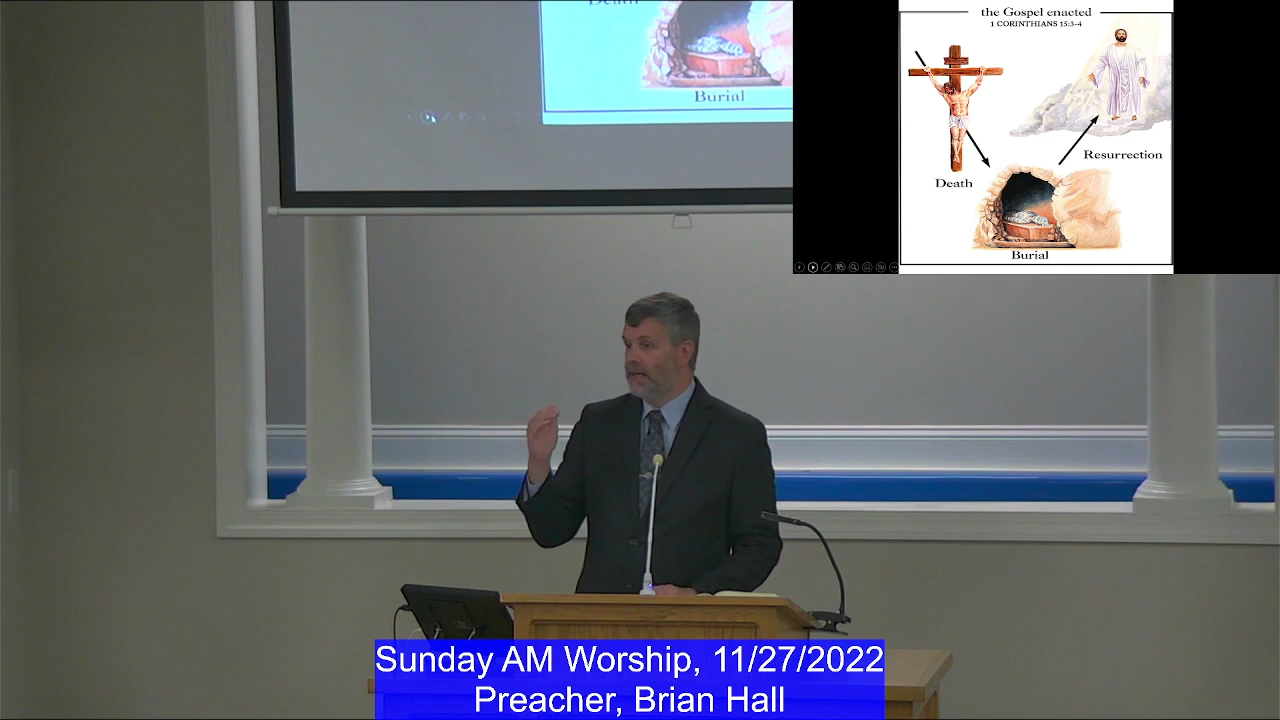 Death
Burial
the Gospel enacted
1 CORINTHIANS 15:3-4
Death
Resurrection
Burial
Sunday AM Worship, 11/27/2022
Preacher, Brian Hall